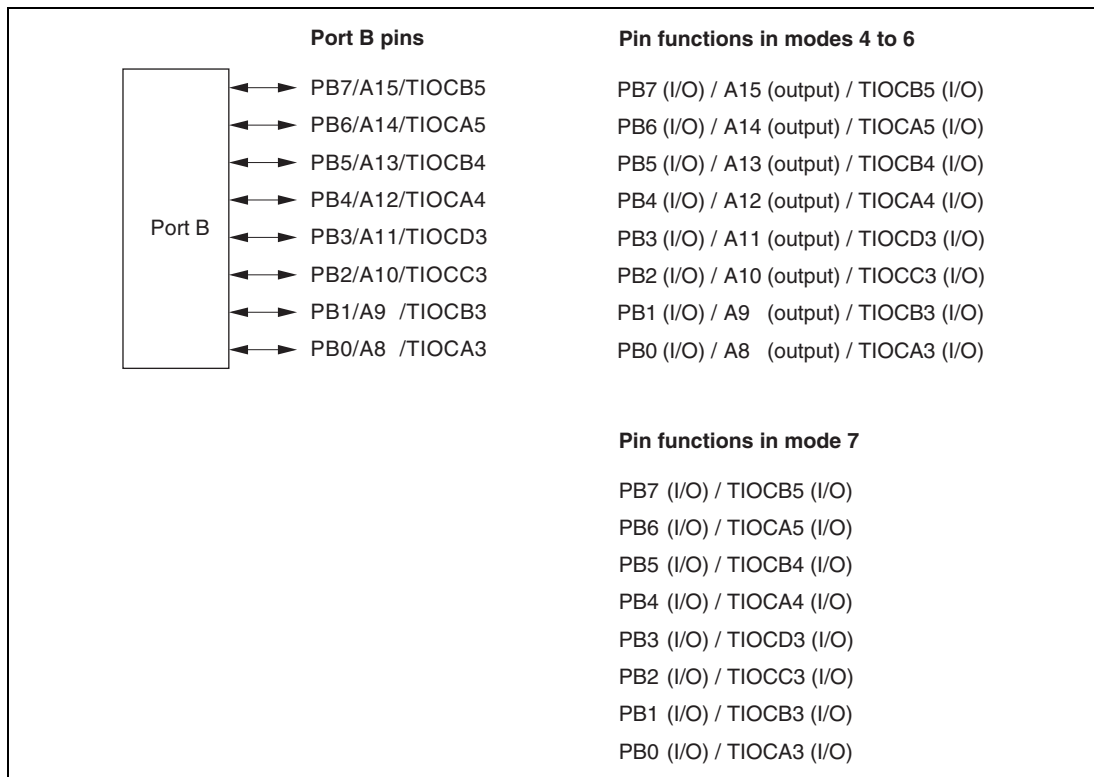 Port B pins
Pin functions in modes 4 to 6
Port B
PB7/A15/TIOCB5
PB7 (I/O) / A15 (output) / TIOCB5 (I/O)
PB6/A14/TIOCA5
PB6 (I/O) / A14 (output) / TIOCA5 (I/O)
PB5/A13/TIOCB4
PB5 (I/O) / A13 (output) / TIOCB4 (I/O)
PB4/A12/TIOCA4
PB4 (I/O) / A12 (output) / TIOCA4 (I/O)
PB3/A11/TIOCD3
PB3 (I/O) / A11 (output) / TIOCD3 (I/O)
PB2/A10/TIOCC3
PB2 (I/O) / A10 (output) / TIOCC3 (I/O)
PB1/A9 /TIOCB3
PB1 (I/O) / A9 (output) / TIOCB3 (I/O)
PB0/A8 /TIOCA3
PB0 (I/O) / A8 (output) / TIOCA3 (I/O)
Pin functions in mode 7
PB7 (I/O) / TIOCB5 (I/O)
PB6 (I/O) / TIOCA5 (I/O)
PB5 (I/O) / TIOCB4 (I/O)
PB4 (I/O) / TIOCA4 (I/O)
PB3 (I/O) / TIOCD3 (I/O)
PB2 (I/O) / TIOCC3 (I/O)
PB1 (I/O) / TIOCB3 (I/O)
PB0 (I/O) / TIOCA3 (I/O)